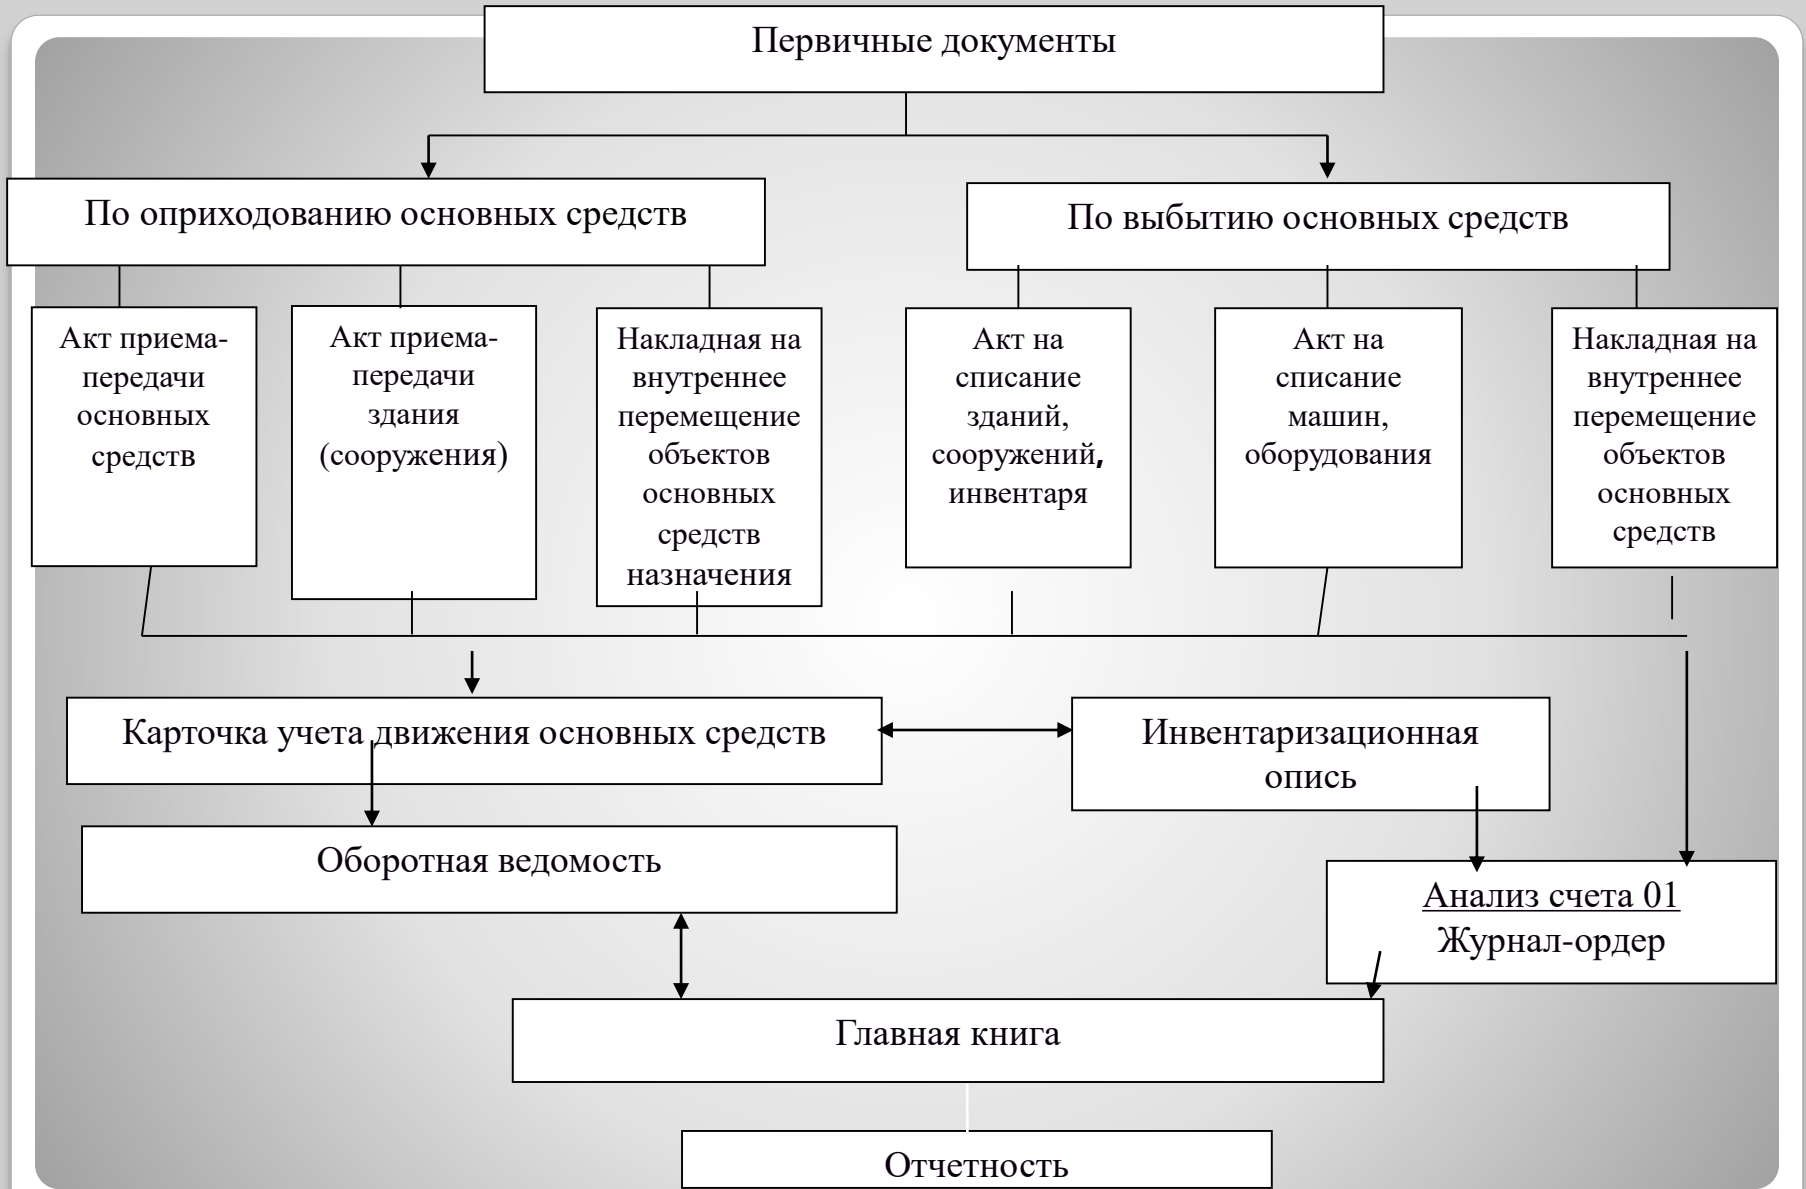 Первичные документы
По оприходованию основных средств
По выбытию основных средств
Акт приема-
передачи
основных
средств
Акт приема-
передачи
здания
(сооружения)
Накладная на
внутреннее
перемещение
объектов
основных
средств
назначения
Акт на
списание
зданий,
сооружений,
инвентаря
Акт на
списание
машин,
оборудования
Накладная на
внутреннее
перемещение
объектов
основных
средств
Карточка учета движения основных средств
Инвентаризационная
опись
Оборотная ведомость
Анализ счета 01
Журнал-ордер
Главная книга
Отчетность